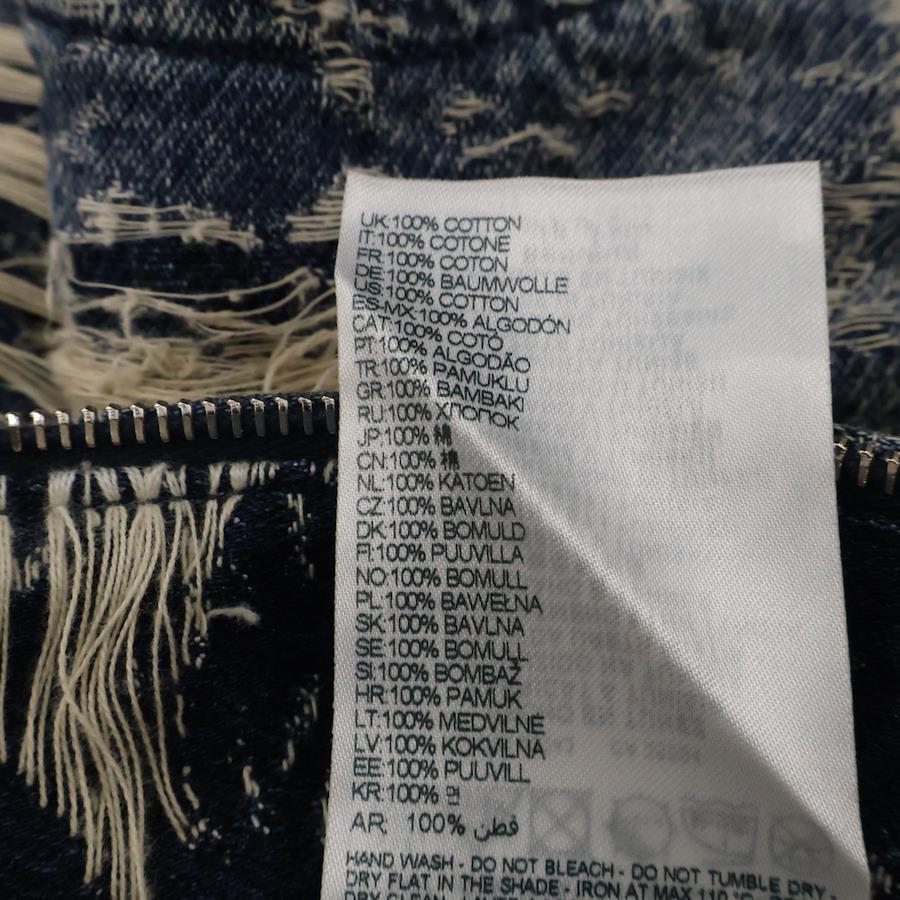 UK:100% COTTON
IT:100% COTONE
FR:100% COTON
DE:100% BAUMWOLLE
US:100% COTTON
ES-MX:100% ALGODÓN
CAT:100% COTÓ
PT:100% ALGODÃO
TR:100% PAMUKLU
GR:100% BAMBAKI
RU:100% ХЛОПОК
JP:100% 綿
CN:100% 棉
NL:100% KATOEN
CZ:100% BAVLNA
DK:100% BOMULD
FI:100% PUUVILLA
NO:100% BOMULL
PL:100% BAWEŁNA
SK:100% BAVLNA
SE:100% BOMULL
SI:100% BOMBAŽ
HR:100% PAMUK
LT:100% MEDVILNĖ
LV:100% KOKVILNA
EE:100% PUUVILL
KR:100% 면
AR: 100% قطن
HAND WASH - DO NOT BLEACH - DO NOT TUMBLE DRY -
DRY FLAT IN THE SHADE - IRON AT MAX 110 °C